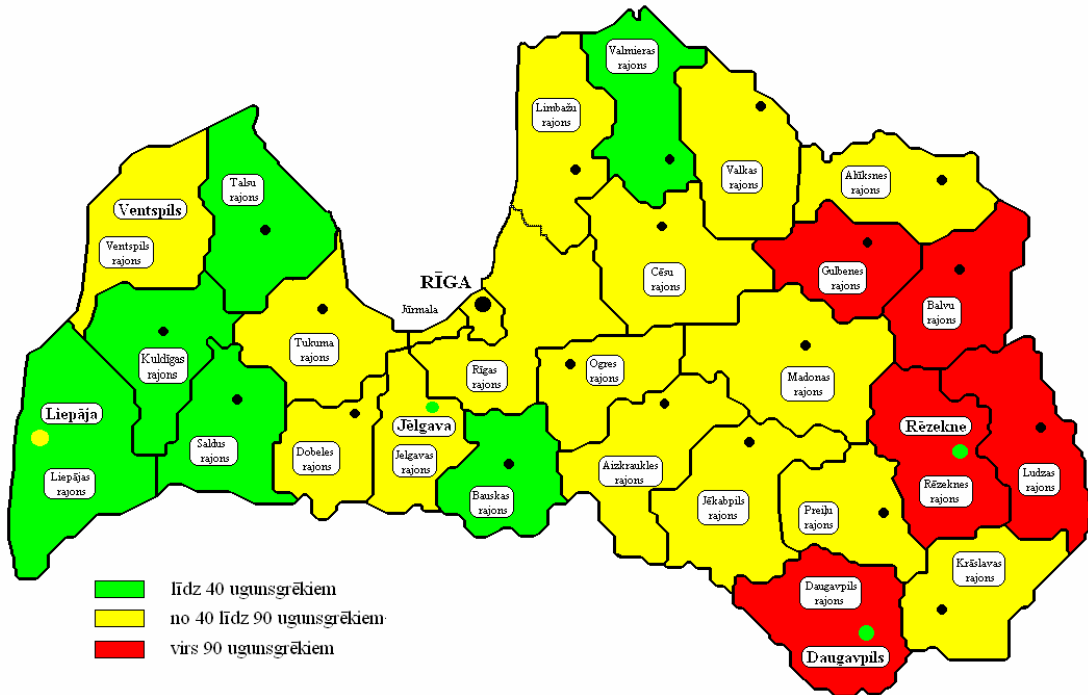 Valmieras
rajons
Limbažu
rajons
Valkas
rajons
Alūksnes
rajons
Talsu
rajons
Ventspils
Ventspils
rajons
Gulbenes
rajons
Balvu
rajons
Cēsu
rajons
RĪGA
Jūrmala
Tukuma
rajons
Kuldīgas
rajons
Rīgas
rajons
Ogres
rajons
Madonas
rajons
Liepāja
Liepājas
rajons
Saldus
rajons
Dobeles
rajons
Jēlgava
Jelgavas
rajons
Bauskas
rajons
Aizkraukles
rajons
Jēkabpils
rajons
Preiļu
rajons
Rēzekne
Rēzeknes
rajons
Ludzas
rajons
Krāslavas
rajons
Daugavpils
rajons
Daugavpils
līdz 40 ugunsgrēkiem
no 40 līdz 90 ugunsgrēkiem
virs 90 ugunsgrēkiem